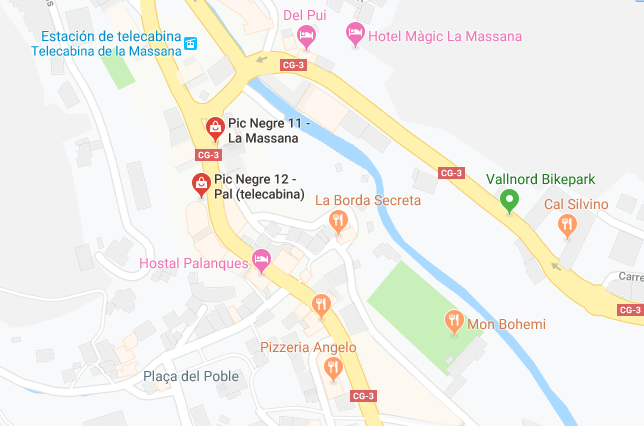 Del Pui
Estación de telecabina
Telecabina de la Massana
Hotel Màgic La Massana
CG-3
Pic Negre 11 -
La Massana
CG-3
CG-3
Pic Negre 12 -
Pal (telecabina)
Vallnord Bikepark
La Borda Secreta
Cal Silvino
Hostal Palanques
Carre
CG-3
Mon Bohemi
Pizzeria Angelo
Plaça del Poble
CG-3